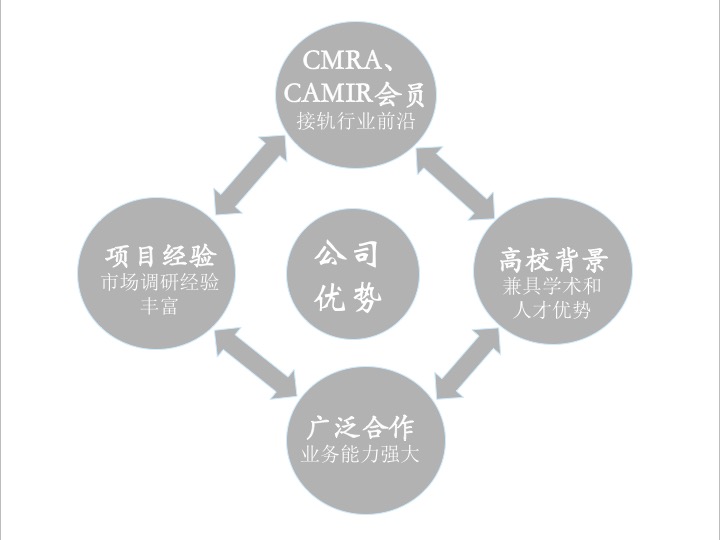 CMRA、
CAMIR会员
接轨行业前沿
项目经验
市场调研经验
丰富
公司
优势
高校背景
兼具学术和
人才优势
广泛合作
业务能力强大